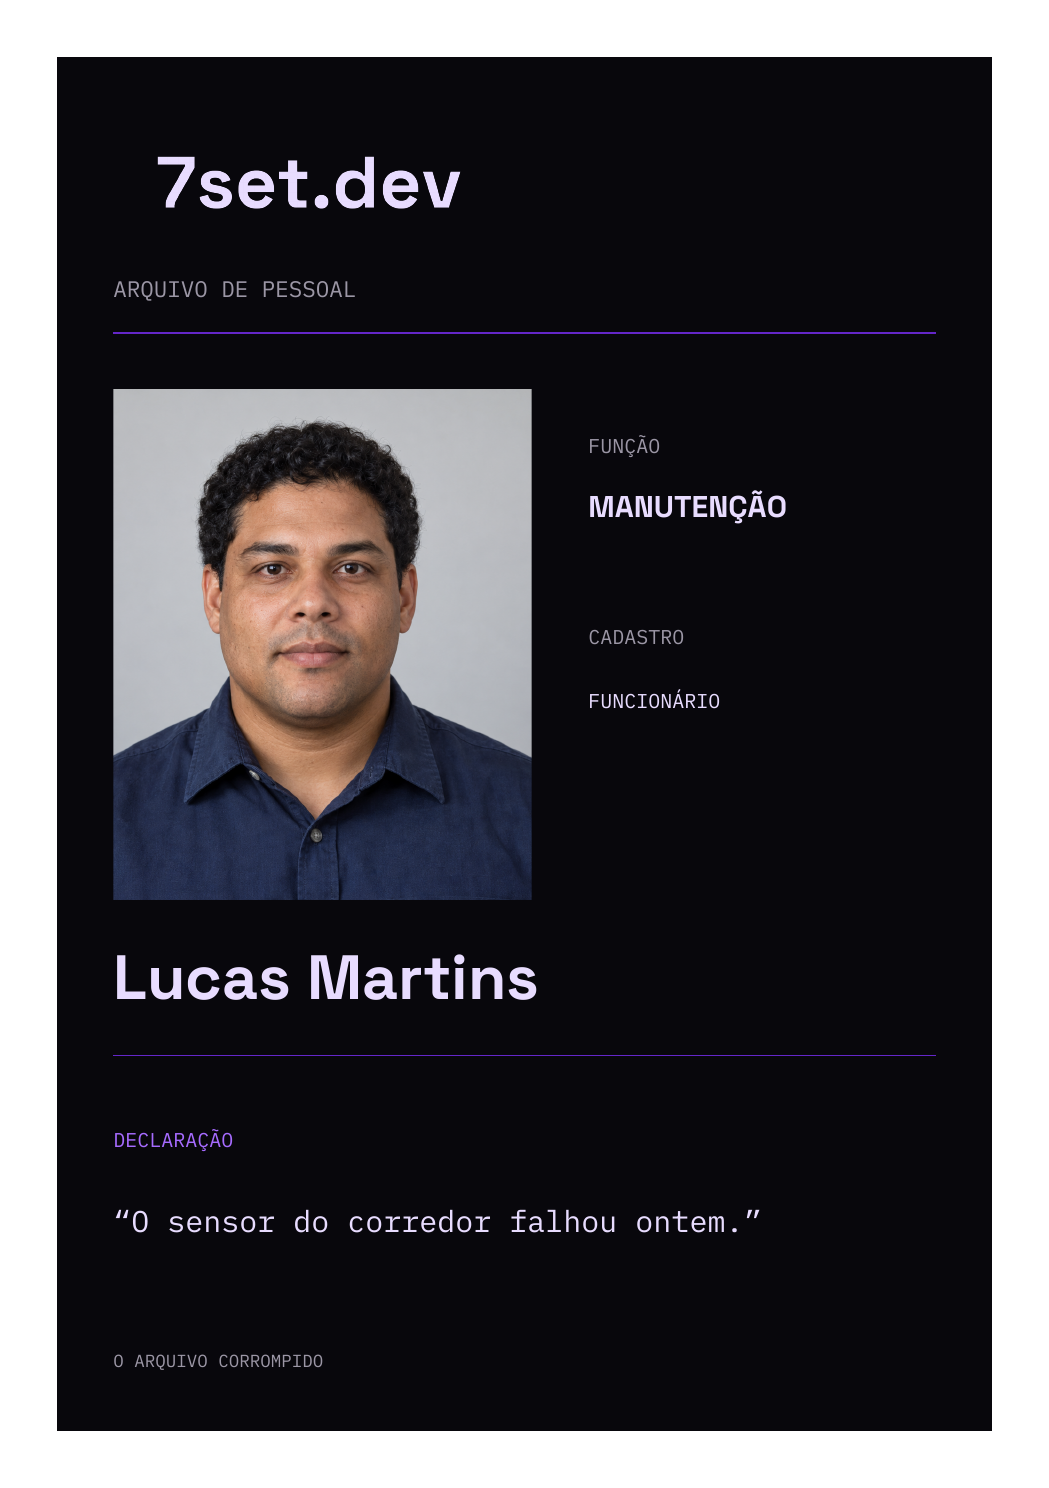 7set.dev
ARQUIVO DE PESSOAL
FUNÇÃO
MANUTENÇÃO
CADASTRO
FUNCIONÁRIO
Lucas Martins
DECLARAÇÃO
“O sensor do corredor falhou ontem.”
O ARQUIVO CORROMPIDO